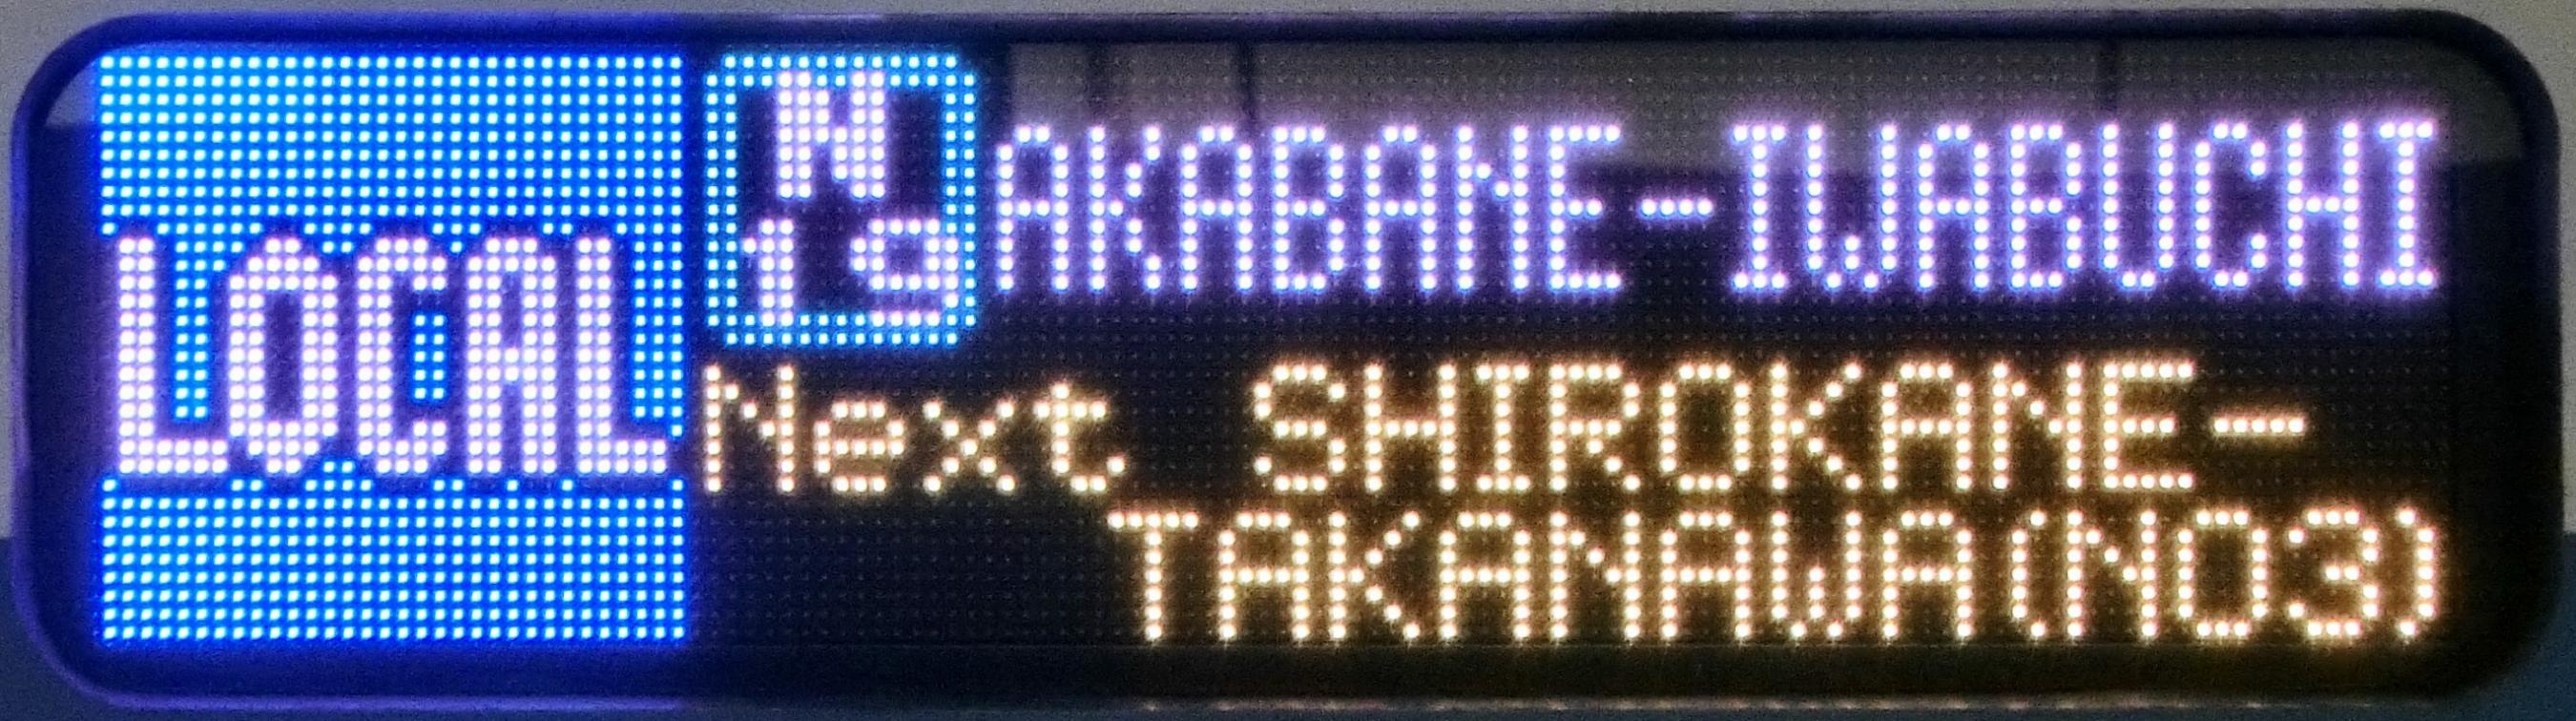 LOCAL
N
19
AKABANE-IWABUCHI
Next SHIROKANE-
TAKANAWA(N03)